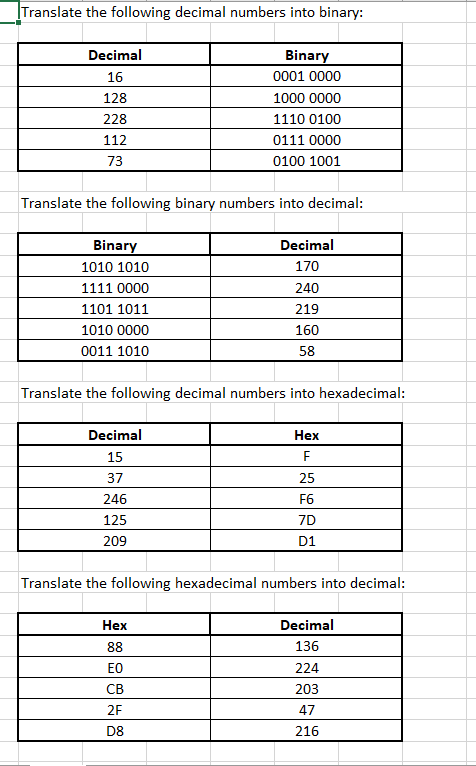 Translate the following decimal numbers into binary:
Decimal Binary
16 0001 0000
128 1000 0000
228 1110 0100
112 0111 0000
73 0100 1001
Translate the following binary numbers into decimal:
Binary Decimal
1010 1010 170
1111 0000 240
1101 1011 219
1010 0000 160
0011 1010 58
Translate the following decimal numbers into hexadecimal:
Decimal Hex
15 F
37 25
246 F6
125 7D
209 D1
Translate the following hexadecimal numbers into decimal:
Hex Decimal
88 136
E0 224
CB 203
2F 47
D8 216